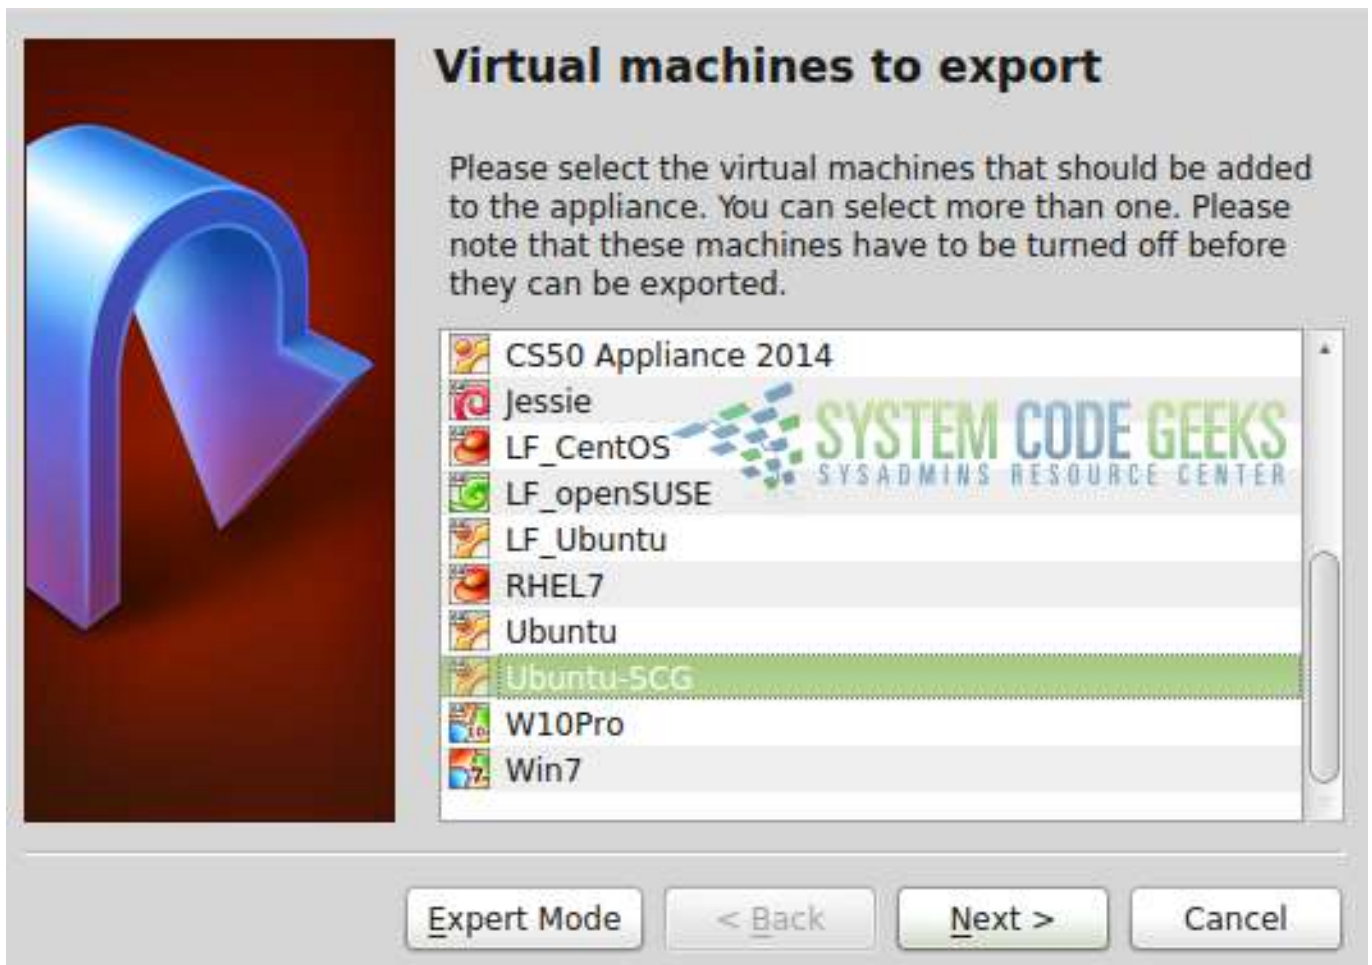 Virtual machines to export
Please select the virtual machines that should be added
to the appliance. You can select more than one. Please
note that these machines have to be turned off before
they can be exported.
CS50 Appliance 2014
Jessie
LF_CentOS
LF_openSUSE
LF_Ubuntu
RHEL7
Ubuntu
Ubuntu-SCG
W10Pro
Win7
SYSTEM CODE GEEKS
SYSADMINS RESOURCE CENTER
Expert Mode
< Back
Next >
Cancel